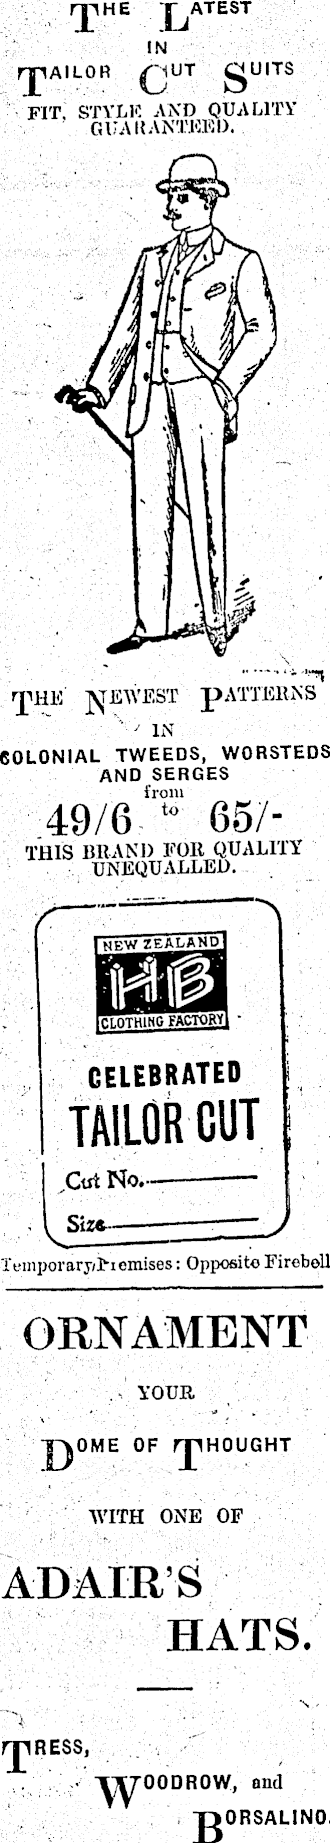 THE LATEST
IN
TAILOR CUT SUITS
FIT, STYLE AND QUALITY
GUARANTEED.
THE NEWEST PATTERNS
IN
COLONIAL TWEEDS, WORSTEDS
AND SERGES
from
49/6 to 65/-
THIS BRAND FOR QUALITY
UNEQUALLED.
NEW ZEALAND
HB
CLOTHING FACTORY
CELEBRATED
TAILOR CUT
Cut No.
Size
Temporary Premises: Opposite Firebell
ORNAMENT
YOUR
DOME OF THOUGHT
WITH ONE OF
ADAIR'S
HATS.
TRESS,
WOODROW, and
BORSALINO.